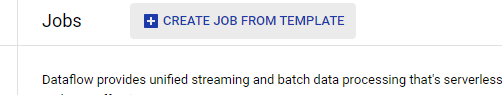 Jobs
CREATE JOB FROM TEMPLATE
Dataflow provides unified streaming and batch data processing that's serverless